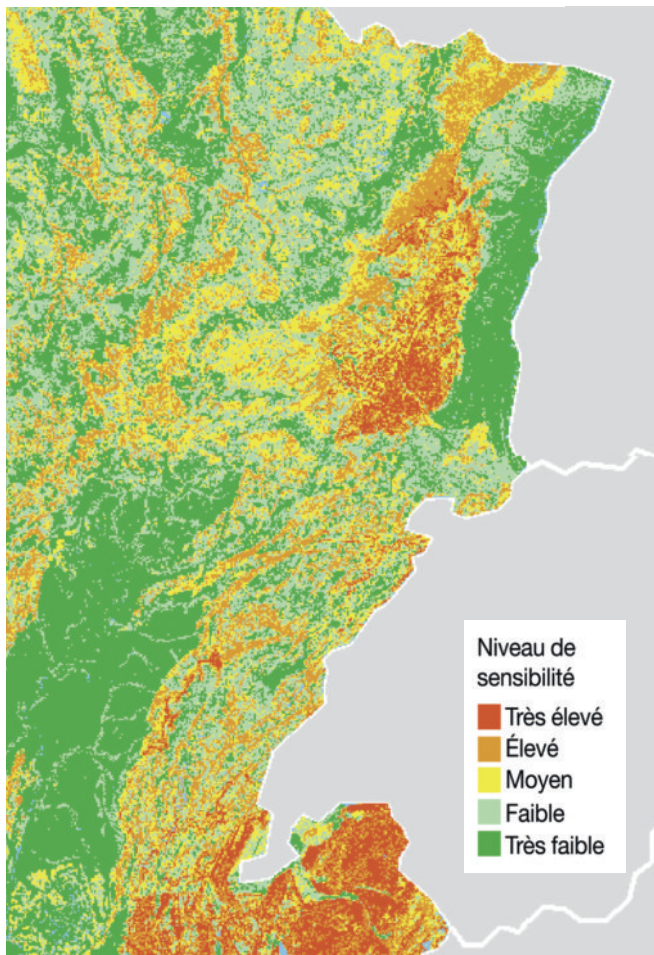 Niveau de
sensibilité
Très élevé
Élevé
Moyen
Faible
Très faible